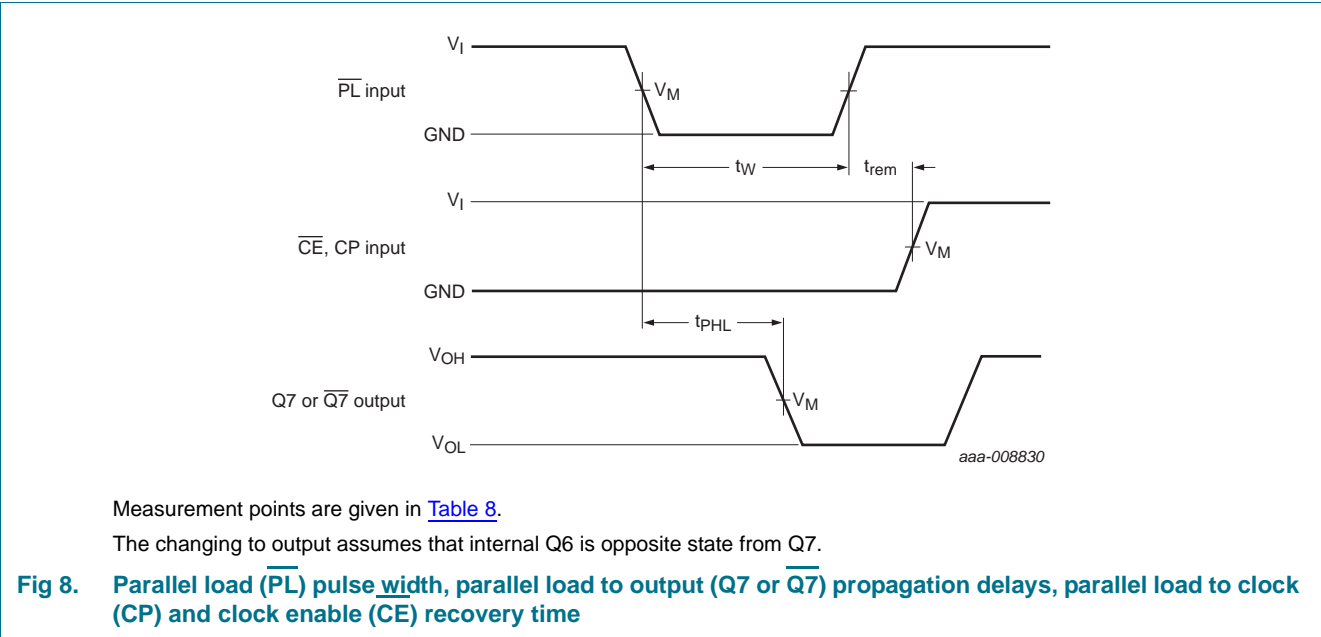 VI
PL input
VM
GND
tW
trem
VI
CE, CP input
VM
GND
tPHL
VOH
Q7 or Q7 output
VM
VOL
aaa-008830
Measurement points are given in Table 8.
The changing to output assumes that internal Q6 is opposite state from Q7.
Fig 8. Parallel load (PL) pulse width, parallel load to output (Q7 or Q7) propagation delays, parallel load to clock
(CP) and clock enable (CE) recovery time